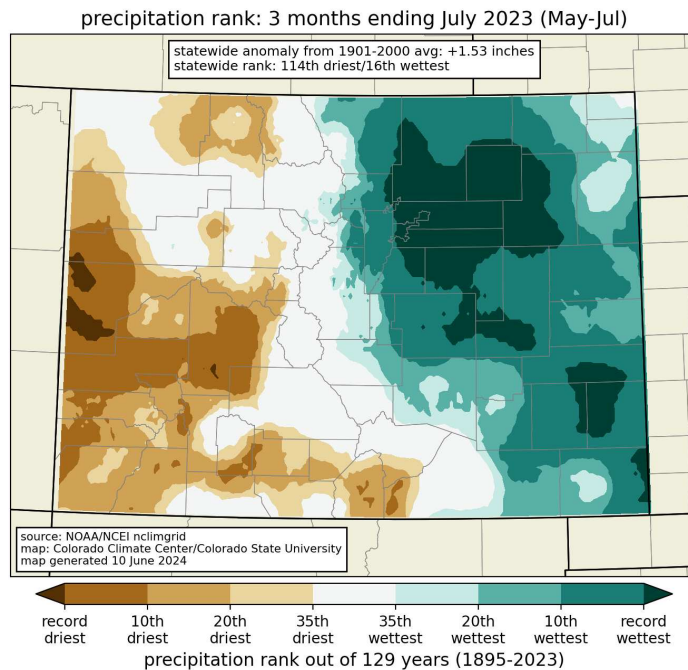 precipitation rank: 3 months ending July 2023 (May-Jul)
statewide anomaly from 1901-2000 avg: +1.53 inches
statewide rank: 114th driest/16th wettest
source: NOAA/NCEI nclimgrid
map: Colorado Climate Center/Colorado State University
map generated 10 June 2024
record driest
10th driest
20th driest
35th driest
35th wettest
20th wettest
10th wettest
record wettest
precipitation rank out of 129 years (1895-2023)